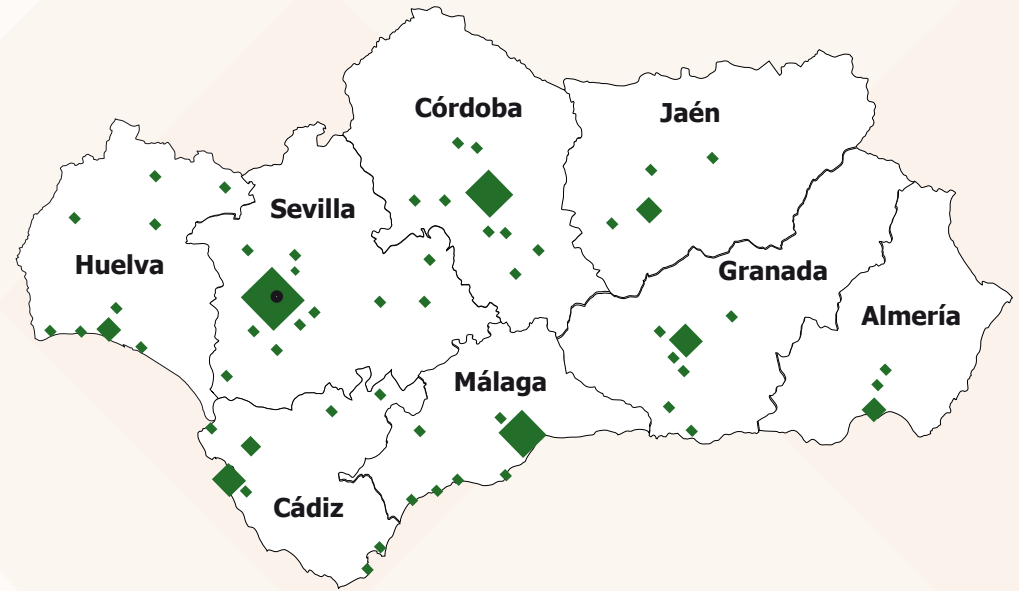 Córdoba
Jaén
Sevilla
Huelva
Granada
Almería
Málaga
Cádiz